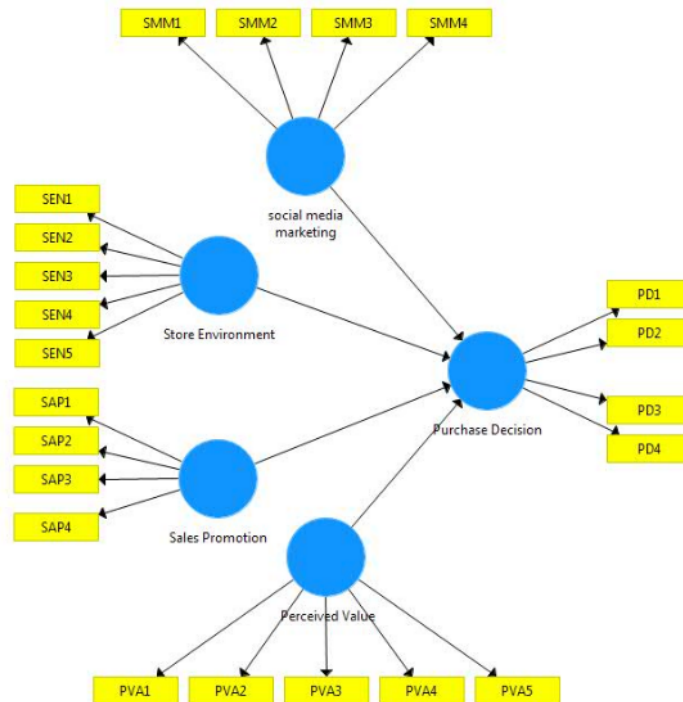 SMM1 SMM2 SMM3 SMM4
social media
marketing
SEN1
SEN2
SEN3
SEN4
SEN5
Store Environment
PD1
PD2
PD3
PD4
Purchase Decision
SAP1
SAP2
SAP3
SAP4
Sales Promotion
Perceived Value
PVA1 PVA2 PVA3 PVA4 PVA5